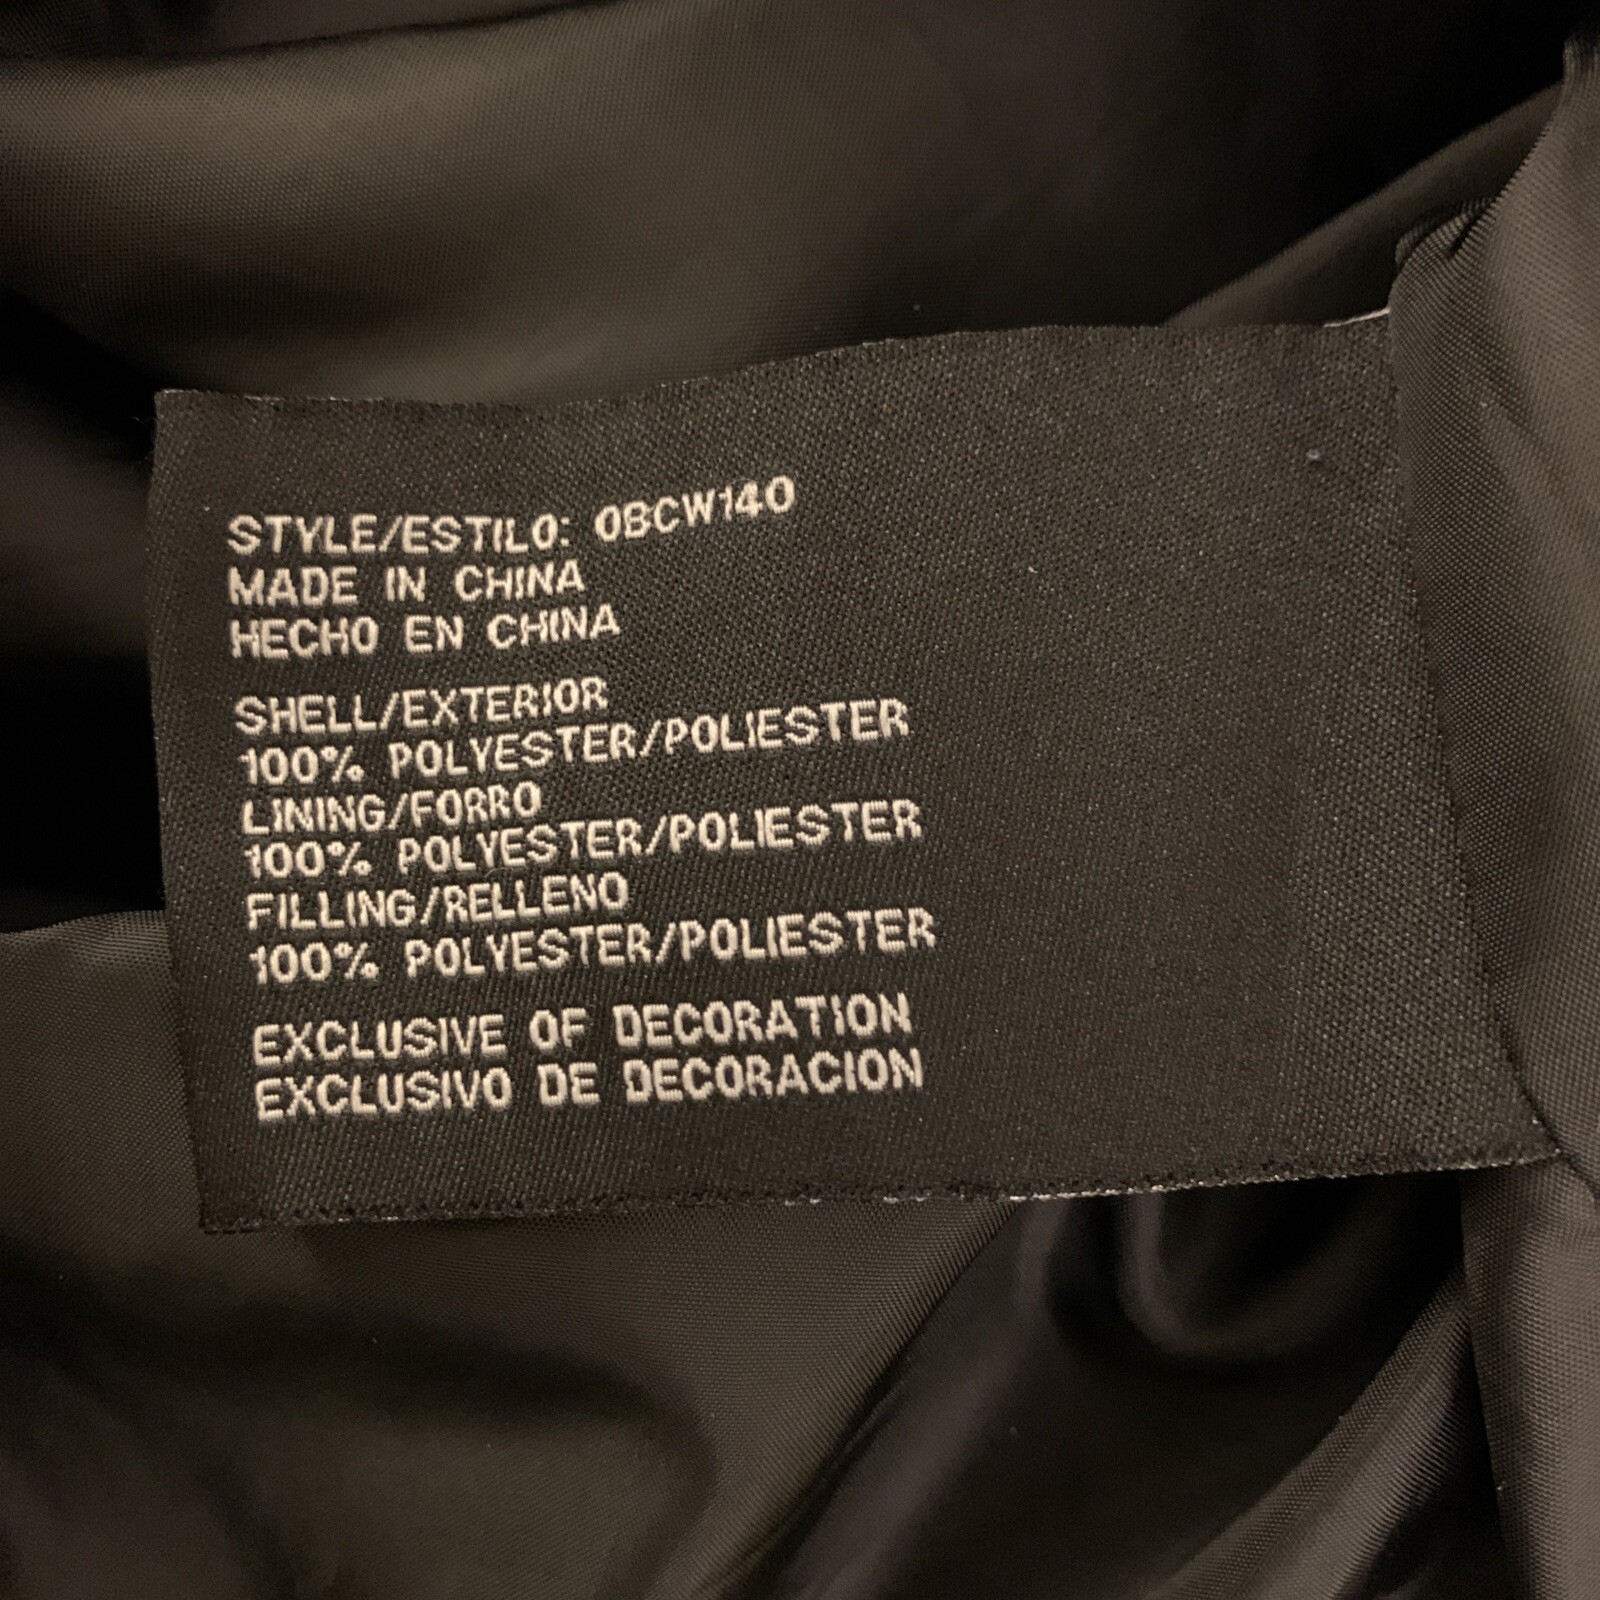 STYLE/ESTILO: 0BCW140
MADE IN CHINA
HECHO EN CHINA
SHELL/EXTERIOR
100% POLYESTER/POLIESTER
LINING/FORRO
100% POLYESTER/POLIESTER
FILLING/RELLENO
100% POLYESTER/POLIESTER
EXCLUSIVE OF DECORATION
EXCLUSIVO DE DECORACION